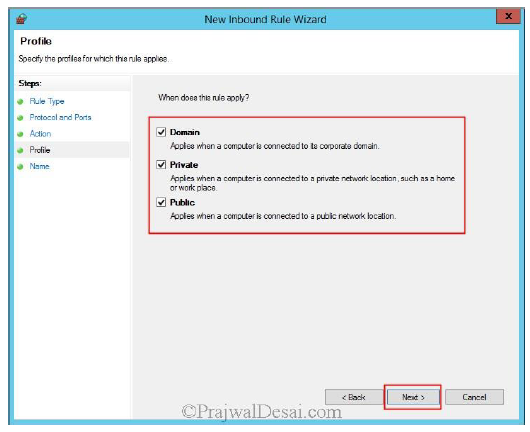 New Inbound Rule Wizard
x
Profile
Specify the profiles for which this rule applies.
Steps:
Rule Type
Protocol and Ports
Action
Profile
Name
When does this rule apply?
Domain
Applies when a computer is connected to its corporate domain.
Private
Applies when a computer is connected to a private network location, such as a home
or work place.
Public
Applies when a computer is connected to a public network location.
< Back
Next >
Cancel
©PrajwalDesai.com